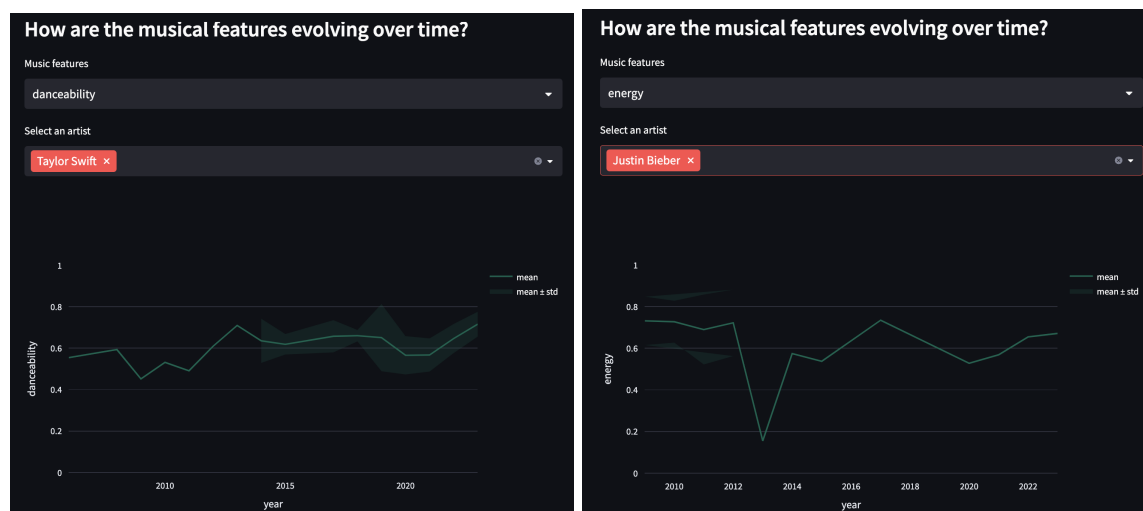 How are the musical features evolving over time?
Music features
danceability
Select an artist
Taylor Swift ×
1
mean
mean ± std
0.8
0.6
0.4
0.2
0
danceability
2010
2015
2020
year
How are the musical features evolving over time?
Music features
energy
Select an artist
Justin Bieber ×
1
mean
mean ± std
0.8
0.6
0.4
0.2
0
energy
2010
2012
2014
2016
2018
2020
2022
year